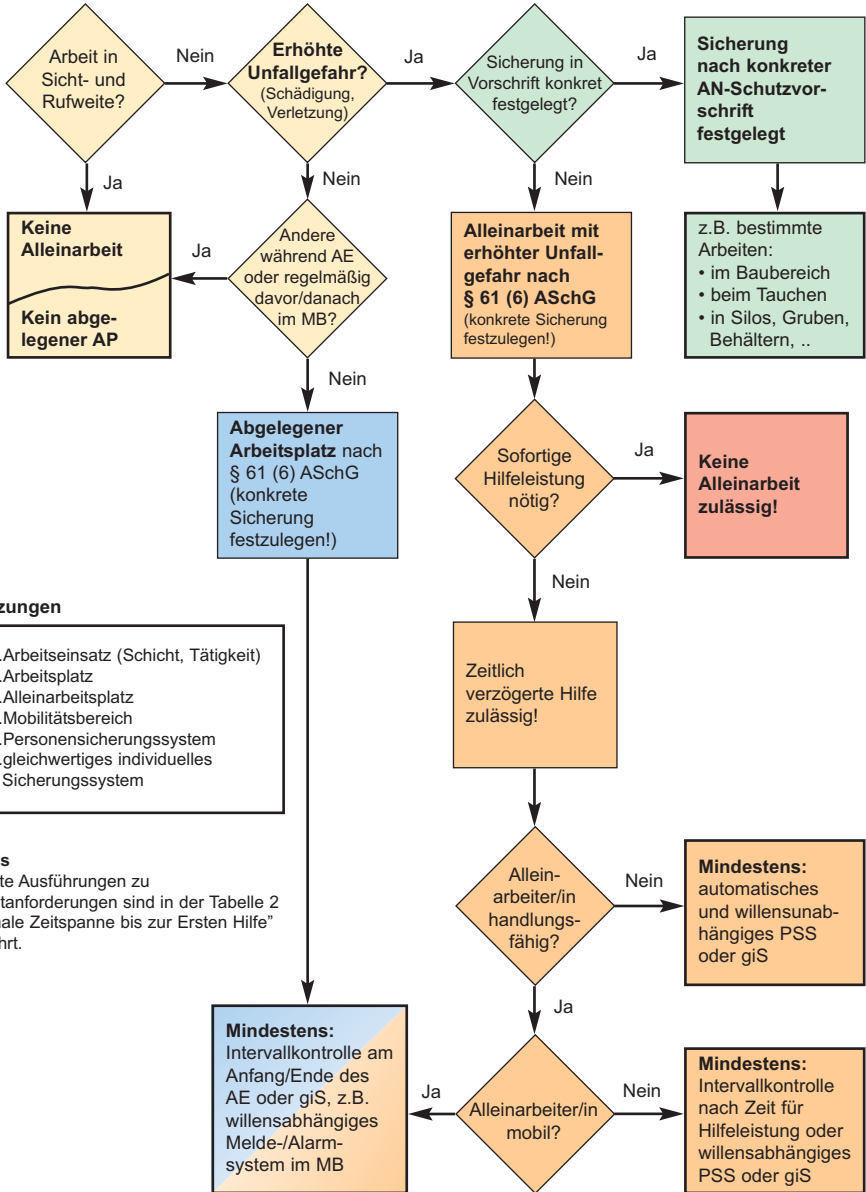 Arbeit in
Sicht- und
Rufweite?
Nein
Erhöhte
Unfallgefahr?
(Schädigung,
Verletzung)
Ja
Sicherung in
Vorschrift konkret
festgelegt?
Ja
Sicherung
nach konkreter
AN-Schutzvor-
schrift
festgelegt
Ja
Nein
Nein
Keine
Alleinarbeit
Kein abge-
legener AP
Ja
Andere
während AE
oder regelmäßig
davor/danach
im MB?
Alleinarbeit mit
erhöhter Unfall-
gefahr nach
§ 61 (6) ASchG
(konkrete Sicherung
festzulegen!)
z.B. bestimmte
Arbeiten:
• im Baubereich
• beim Tauchen
• in Silos, Gruben,
Behältern, ..
Nein
Abgelegener
Arbeitsplatz nach
§ 61 (6) ASchG
(konkrete
Sicherung
festzulegen!)
Sofortige
Hilfeleistung
nötig?
Ja
Keine
Alleinarbeit
zulässig!
Nein
zungen
.Arbeitseinsatz (Schicht, Tätigkeit)
.Arbeitsplatz
.Alleinarbeitsplatz
.Mobilitätsbereich
.Personensicherungssystem
.gleichwertiges individuelles
Sicherungssystem
Zeitlich
verzögerte Hilfe
zulässig!
s
te Ausführungen zu
tanforderungen sind in der Tabelle 2
nale Zeitspanne bis zur Ersten Hilfe”
hrt.
Allein-
arbeiter/in
handlungs-
fähig?
Nein
Mindestens:
automatisches
und willensunab-
hängiges PSS
oder giS
Ja
Mindestens:
Intervallkontrolle am
Anfang/Ende des
AE oder giS, z.B.
willensabhängiges
Melde-/Alarm-
system im MB
Ja
Alleinarbeiter/in
mobil?
Nein
Mindestens:
Intervallkontrolle
nach Zeit für
Hilfeleistung oder
willensabhängiges
PSS oder giS